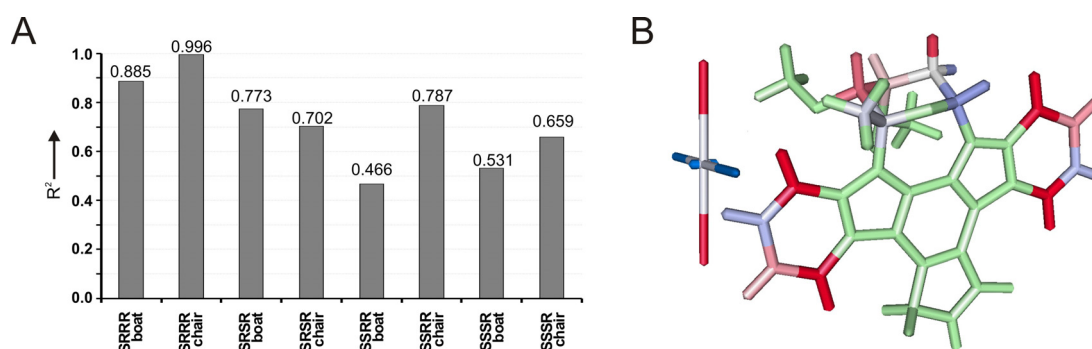 A
B
R² →
1.0
0.8
0.6
0.4
0.2
0.0
0.885
0.996
0.773
0.702
0.466
0.787
0.531
0.659
SRRR
boat
SRRR
chair
SRSR
boat
SRSR
chair
SSRR
boat
SSRR
chair
SSSR
boat
SSSR
chair